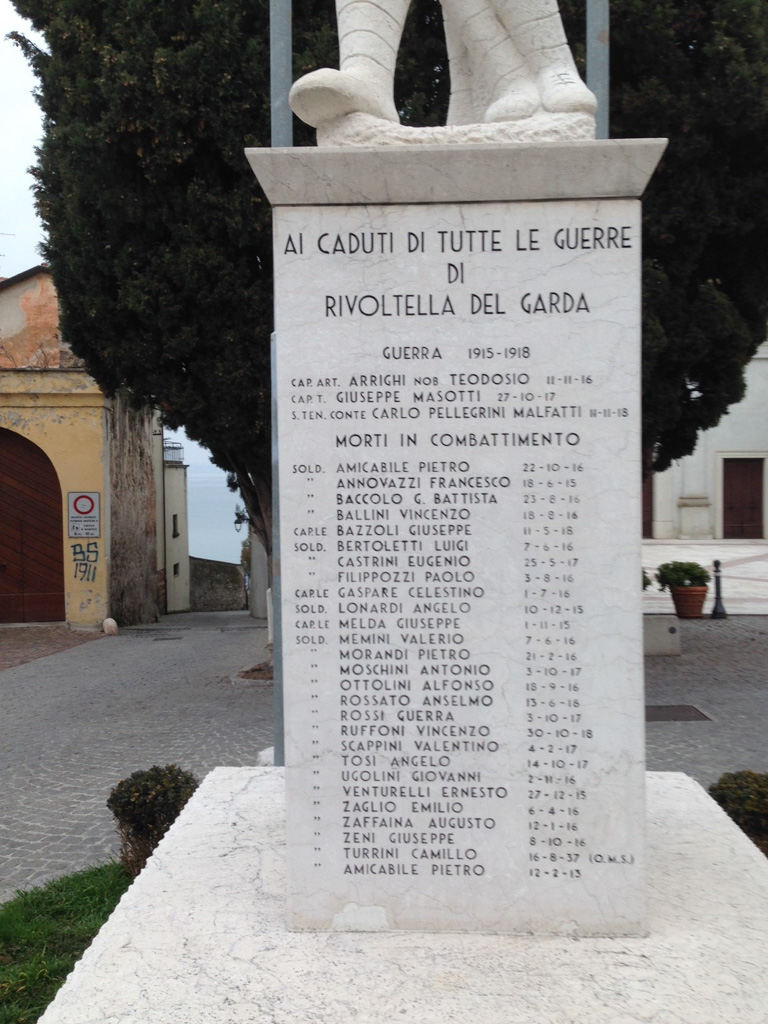 AI CADUTI DI TUTTE LE GUERRE
DI
RIVOLTELLA DEL GARDA
GUERRA 1915-1918
CAP. ART. ARRIGHI NOB TEODOSIO 11-11-16
CAP. T. GIUSEPPE MASOTTI 27-10-17
S. TEN. CONTE CARLO PELLEGRINI MALFATTI 11-11-18
MORTI IN COMBATTIMENTO
SOLD. AMICABILE PIETRO 22-10-16
" ANNOVAZZI FRANCESCO 18-6-15
" BACCOLO G. BATTISTA 23-8-16
" BALLINI VINCENZO 18-8-16
CAP.LE BAZZOLI GIUSEPPE 11-5-18
SOLD. BERTOLETTI LUIGI 7-6-16
" CASTRINI EUGENIO 25-5-17
" FILIPPOZZI PAOLO 3-8-16
CAP.LE GASPARE CELESTINO 1-7-16
SOLD. LONARDI ANGELO 10-12-15
CAP.LE MELDA GIUSEPPE 1-11-15
SOLD. MEMINI VALERIO 7-6-16
" MORANDI PIETRO 21-2-16
" MOSCHINI ANTONIO 3-10-17
" OTTOLINI ALFONSO 18-9-16
" ROSSATO ANSELMO 13-6-18
" ROSSI GUERRA 3-10-17
" RUFFONI VINCENZO 30-10-18
" SCAPPINI VALENTINO 4-2-17
" TOSI ANGELO 14-10-17
" UGOLINI GIOVANNI 2-11-16
" VENTURELLI ERNESTO 27-12-15
" ZAGLIO EMILIO 6-4-16
" ZAFFAINA AUGUSTO 12-1-16
" ZENI GIUSEPPE 8-10-16
" TURRINI CAMILLO 16-8-37 (O.M.S.)
" AMICABILE PIETRO 12-2-13
BS
1911